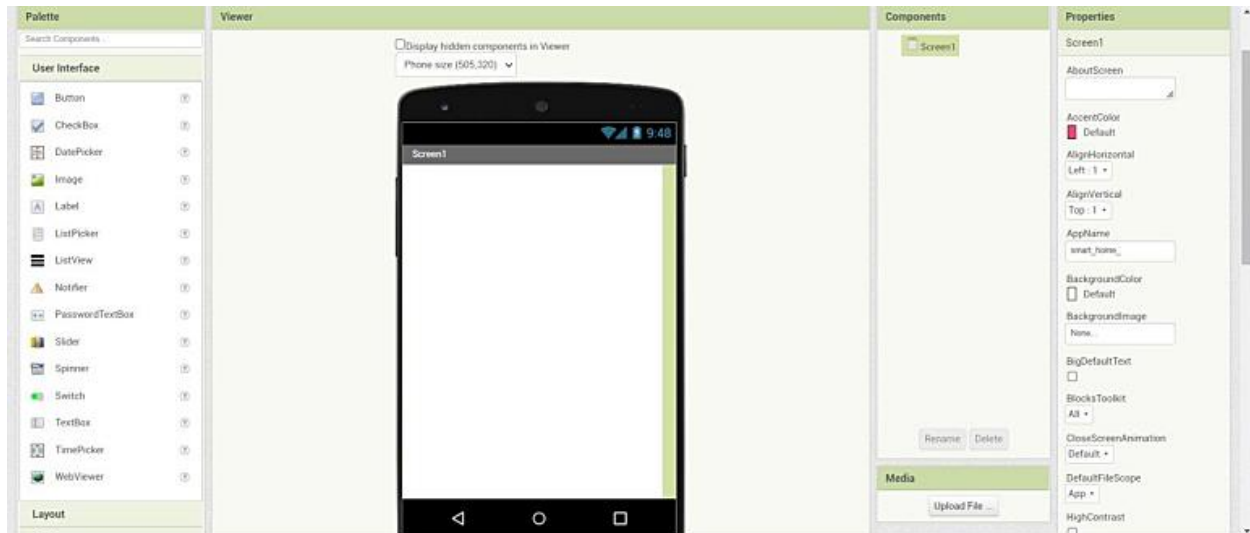 Palette
Search Components...
User Interface
Button
CheckBox
DatePicker
Image
Label
ListPicker
ListView
Notifier
PasswordTextBox
Slider
Spinner
Switch
TextBox
TimePicker
WebViewer
Layout
Viewer
Display hidden components in Viewer
Phone size (505,320)
9:48
Screen1
Components
Screen1
Rename Delete
Media
Upload File ...
Properties
Screen1
AboutScreen
AccentColor
Default
AlignHorizontal
Left : 1
AlignVertical
Top : 1
AppName
smart_home_
BackgroundColor
Default
BackgroundImage
None...
BigDefaultText
BlocksToolkit
All
CloseScreenAnimation
Default
DefaultFileScope
App
HighContrast